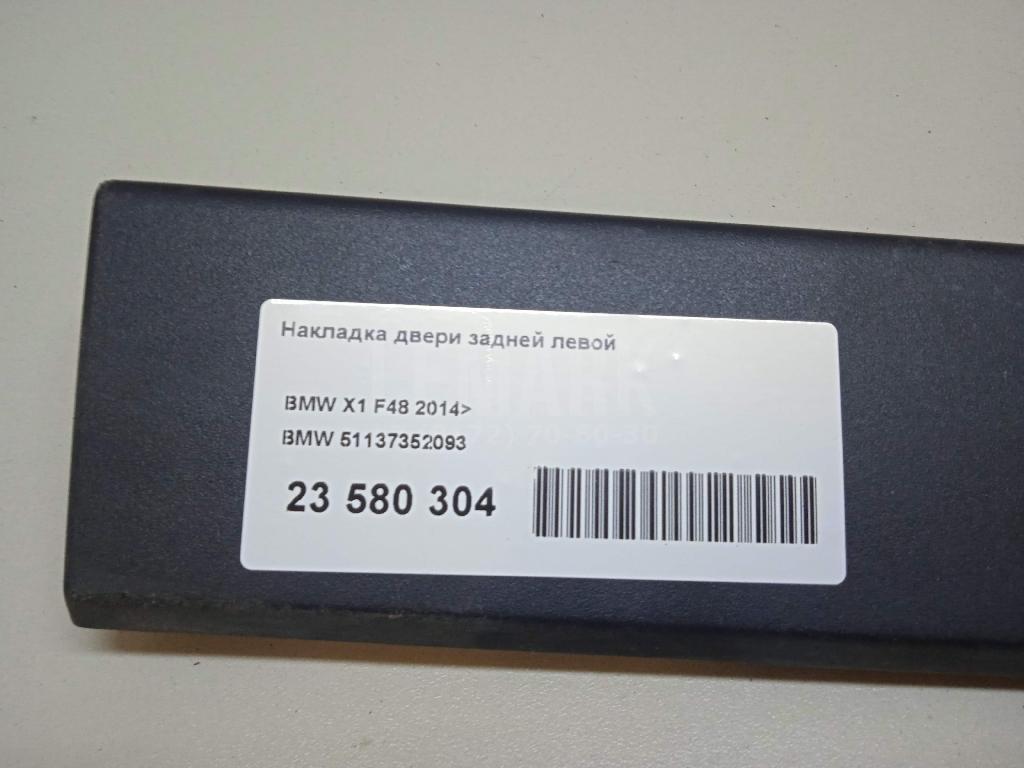 Накладка двери задней левой
BMW X1 F48 2014>
BMW 51137352093
23 580 304